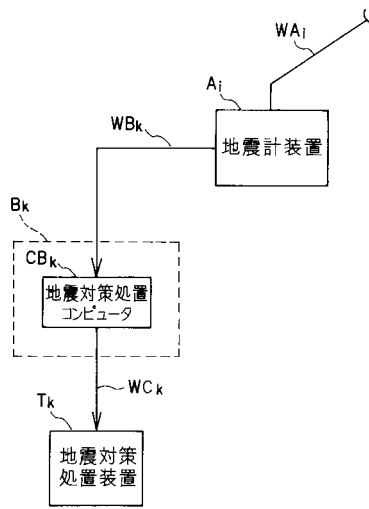 WAi
Ai
地震計装置
WBk
Bk
CBk
地震対策処置
コンピュータ
WCk
Tk
地震対策
処置装置